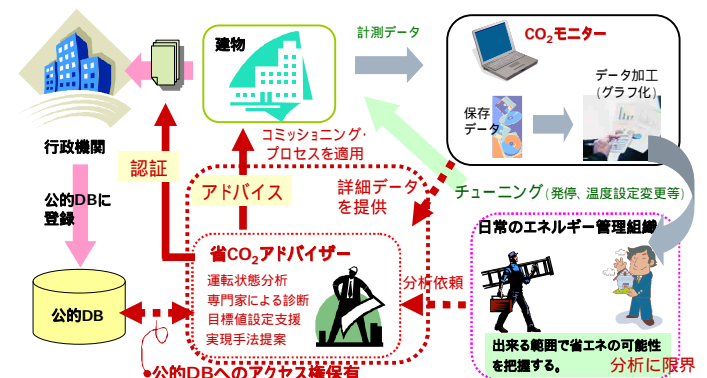 建物
計測データ
CO2モニター
データ加工
(グラフ化)
保存
データ
行政機関
認証
コミッショニング・
プロセスを適用
アドバイス
詳細データ
を提供
チューニング(発停、温度設定変更等)
公的DBに
登録
日常のエネルギー管理組織
省CO2アドバイザー
運転状態分析
専門家による診断
目標値設定支援
実現手法提案
分析依頼
公的DB
出来る範囲で省エネの可能性
を把握する。
分析に限界
●公的DBへのアクセス権保有